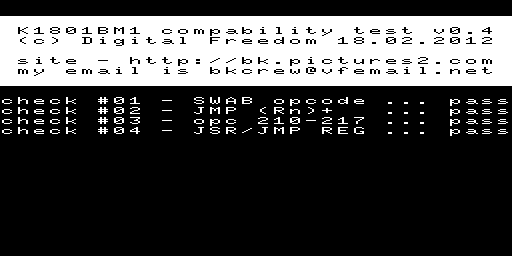 K1801BM1 compability test v0.4
(c) Digital Freedom 18.02.2012
site - http://bk.pictures2.com
my email is bkcrew@vfemail.net
check #01 - SWAB opcode ... pass
check #02 - JMP (Rn)+ ... pass
check #03 - opc 210-217 ... pass
check #04 - JSR/JMP REG ... pass